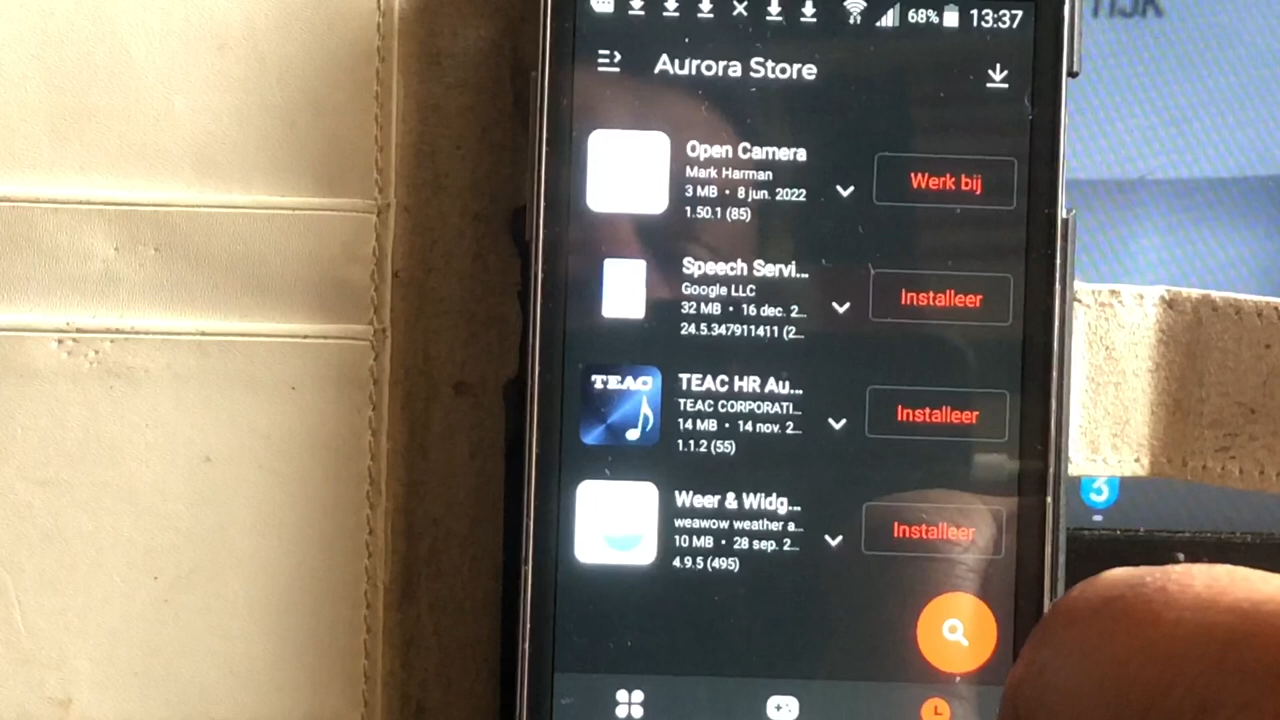 68% 13:37
Aurora Store
Open Camera
Mark Harman
3 MB • 8 jun. 2022
1.50.1 (85)
Werk bij
Speech Servi...
Google LLC
32 MB • 16 dec. 2...
24.5.347911411 (2...
Installeer
TEAC
TEAC HR Au...
TEAC CORPORATI...
14 MB • 14 nov. 2...
1.1.2 (55)
Installeer
Weer & Widg...
weawow weather a...
10 MB • 28 sep. 2...
4.9.5 (495)
Installeer